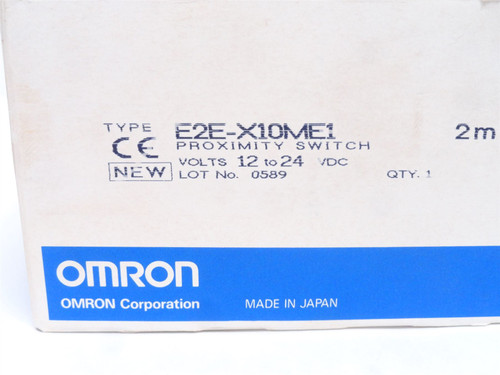 TYPE E2E-X10ME1 2m
CE PROXIMITY SWITCH
VOLTS 12 to 24 VDC
NEW LOT No. 0589 QTY. 1
OMRON
OMRON Corporation MADE IN JAPAN